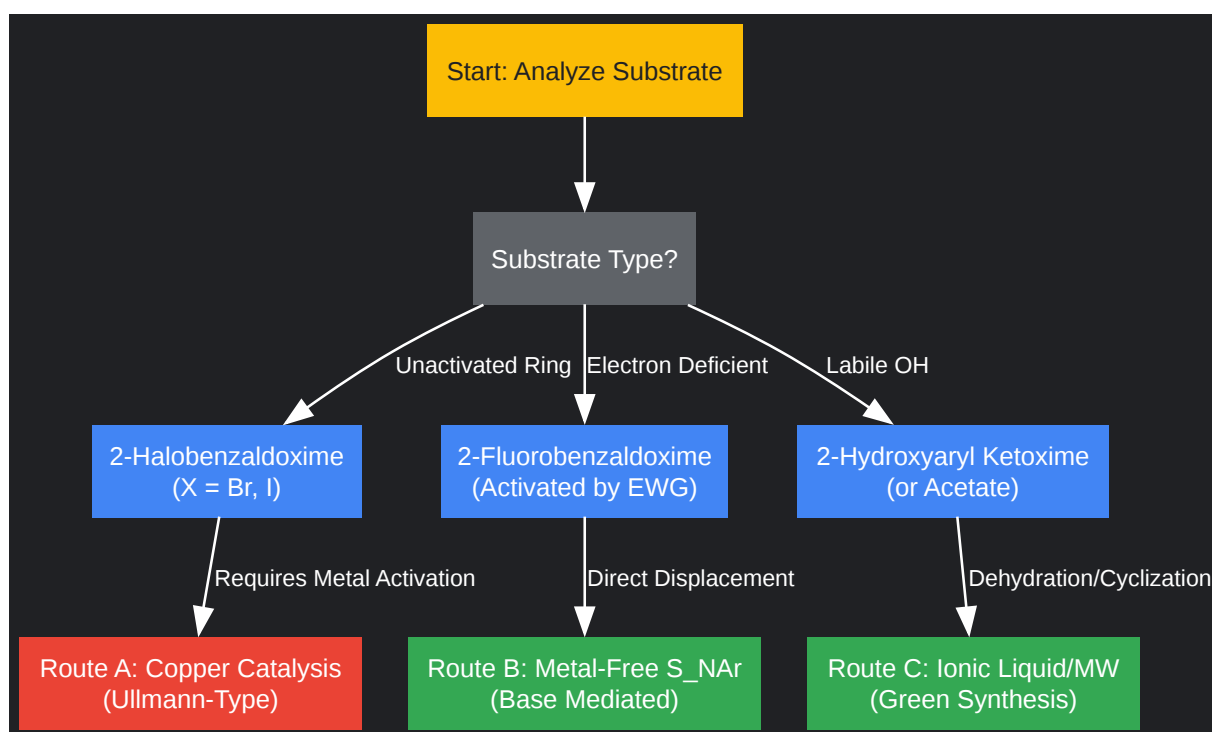 Start: Analyze Substrate
Substrate Type?
Unactivated Ring
Electron Deficient
Labile OH
2-Halobenzaldoxime
(X = Br, I)
2-Fluorobenzaldoxime
(Activated by EWG)
2-Hydroxyaryl Ketoxime
(or Acetate)
Requires Metal Activation
Direct Displacement
Dehydration/Cyclization
Route A: Copper Catalysis
(Ullmann-Type)
Route B: Metal-Free S_NAr
(Base Mediated)
Route C: Ionic Liquid/MW
(Green Synthesis)